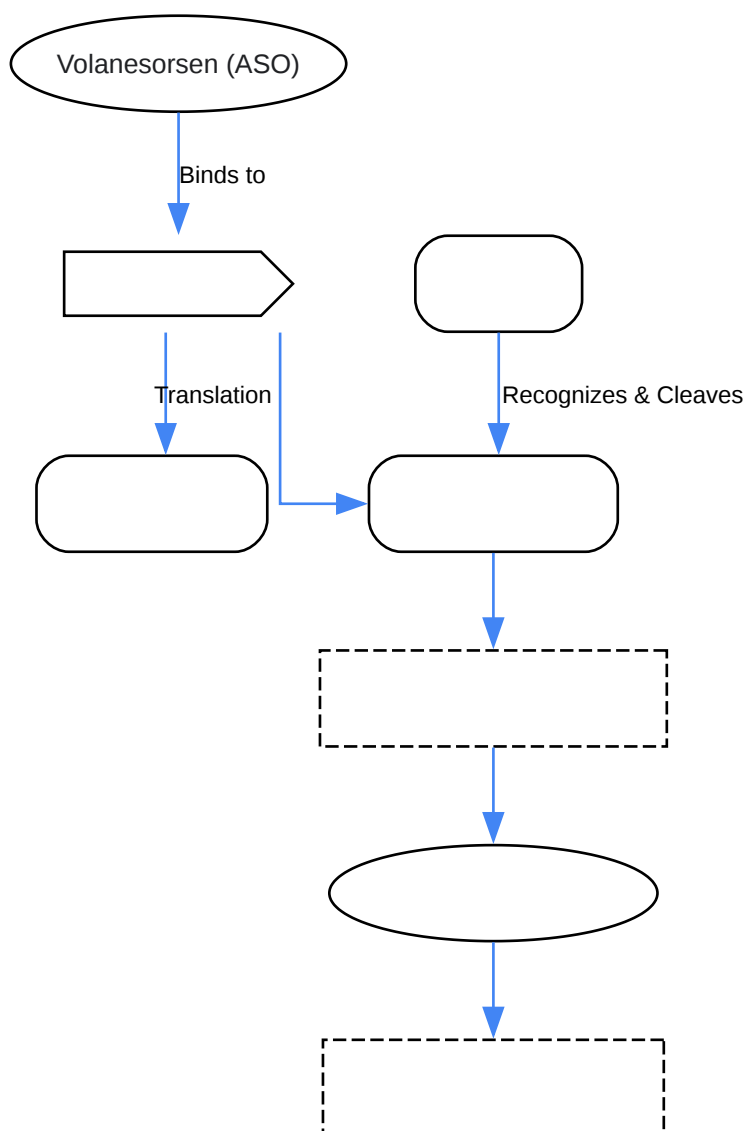 Volanesorsen (ASO)
Binds to
Translation
Recognizes & Cleaves